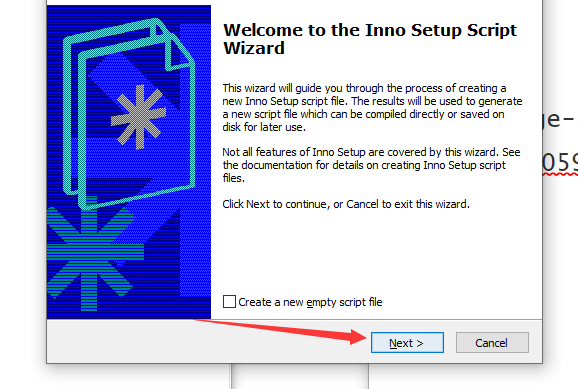 Welcome to the Inno Setup Script
Wizard
This wizard will guide you through the process of creating a
new Inno Setup script file. The results will be used to generate
a new script file which can be compiled directly or saved on
disk for later use.
ge-
059
Not all features of Inno Setup are covered by this wizard. See
the documentation for details on creating Inno Setup script
files.
Click Next to continue, or Cancel to exit this wizard.
Create a new empty script file
Next >
Cancel